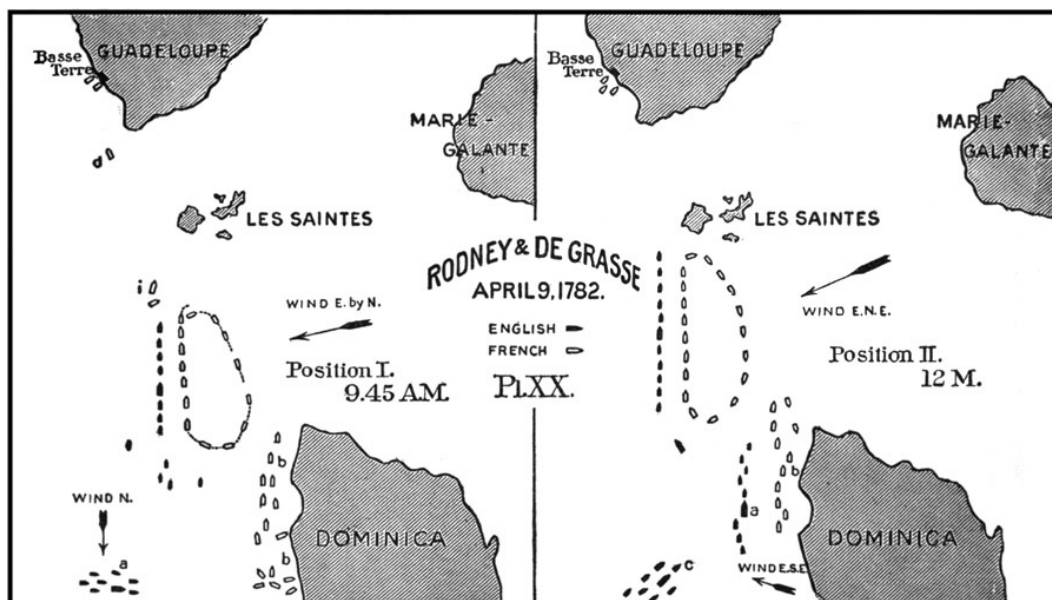 GUADELOUPE
Basse
Terre
MARIE-
GALANTE
d
LES SAINTES
i
WIND E. by N.
Position I.
9.45 A.M.
b
WIND N.
a
b
DOMINICA
RODNEY & DE GRASSE
APRIL 9, 1782.
ENGLISH
FRENCH
PL.XX.
GUADELOUPE
Basse
Terre
MARIE-
GALANTE
LES SAINTES
WIND E.N.E.
Position II.
12 M.
b
a
c
WIND E.S.E.
DOMINICA